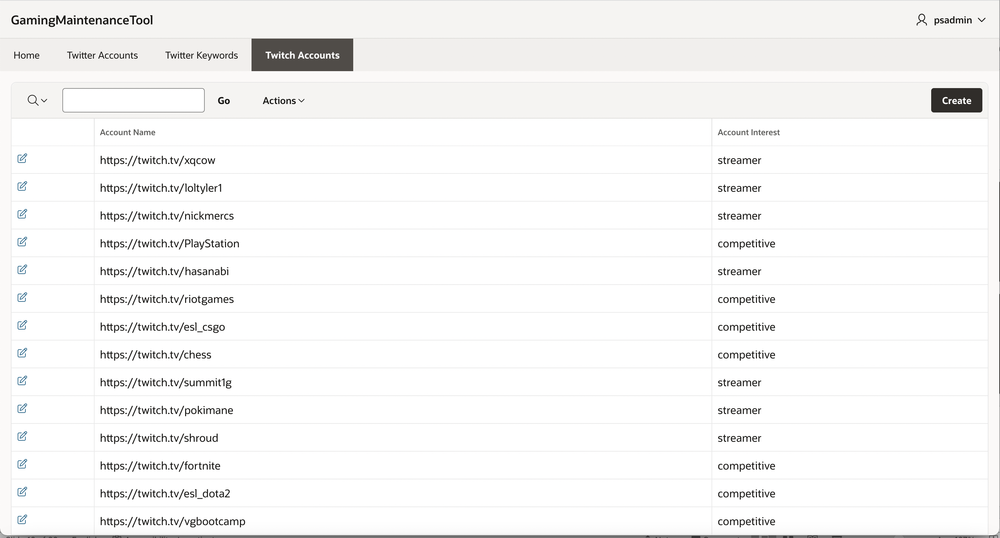 GamingMaintenanceTool
psadmin
Home Twitter Accounts Twitter Keywords Twitch Accounts
Go Actions Create
Account Name Account Interest
https://twitch.tv/xqcow streamer
https://twitch.tv/loltyler1 streamer
https://twitch.tv/nickmercs streamer
https://twitch.tv/PlayStation competitive
https://twitch.tv/hasanabi streamer
https://twitch.tv/riotgames competitive
https://twitch.tv/esl_csgo competitive
https://twitch.tv/chess competitive
https://twitch.tv/summit1g streamer
https://twitch.tv/pokimane streamer
https://twitch.tv/shroud streamer
https://twitch.tv/fortnite competitive
https://twitch.tv/esl_dota2 competitive
https://twitch.tv/vgbootcamp competitive